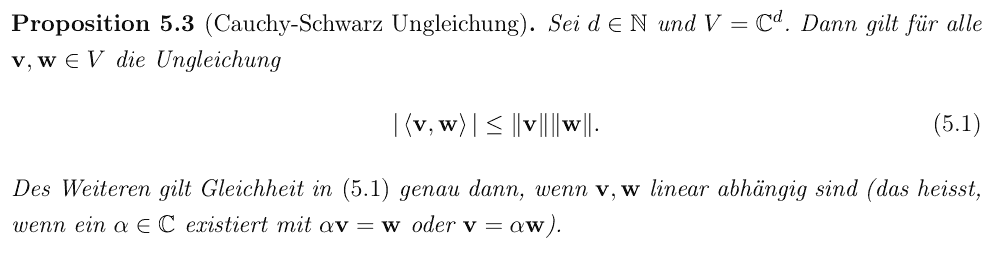 Proposition 5.3 (Cauchy-Schwarz Ungleichung). Sei d ∈ ℕ und V = ℂᵈ. Dann gilt für alle
v, w ∈ V die Ungleichung
| ⟨v, w⟩ | ≤ ‖v‖‖w‖. (5.1)
Des Weiteren gilt Gleichheit in (5.1) genau dann, wenn v, w linear abhängig sind (das heisst,
wenn ein α ∈ ℂ existiert mit αv = w oder v = αw).